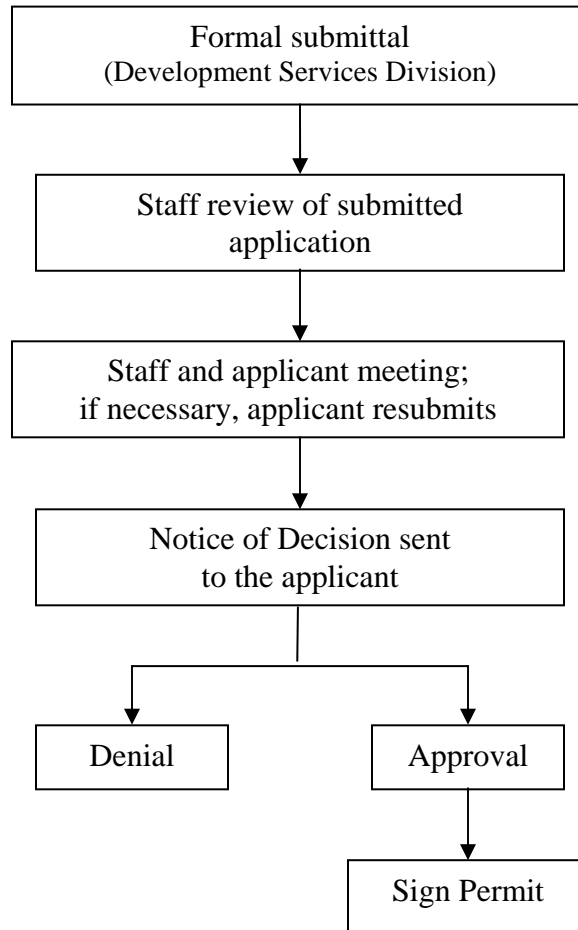 Formal submittal
(Development Services Division)
Staff review of submitted
application
Staff and applicant meeting;
if necessary, applicant resubmits
Notice of Decision sent
to the applicant
Denial
Approval
Sign Permit